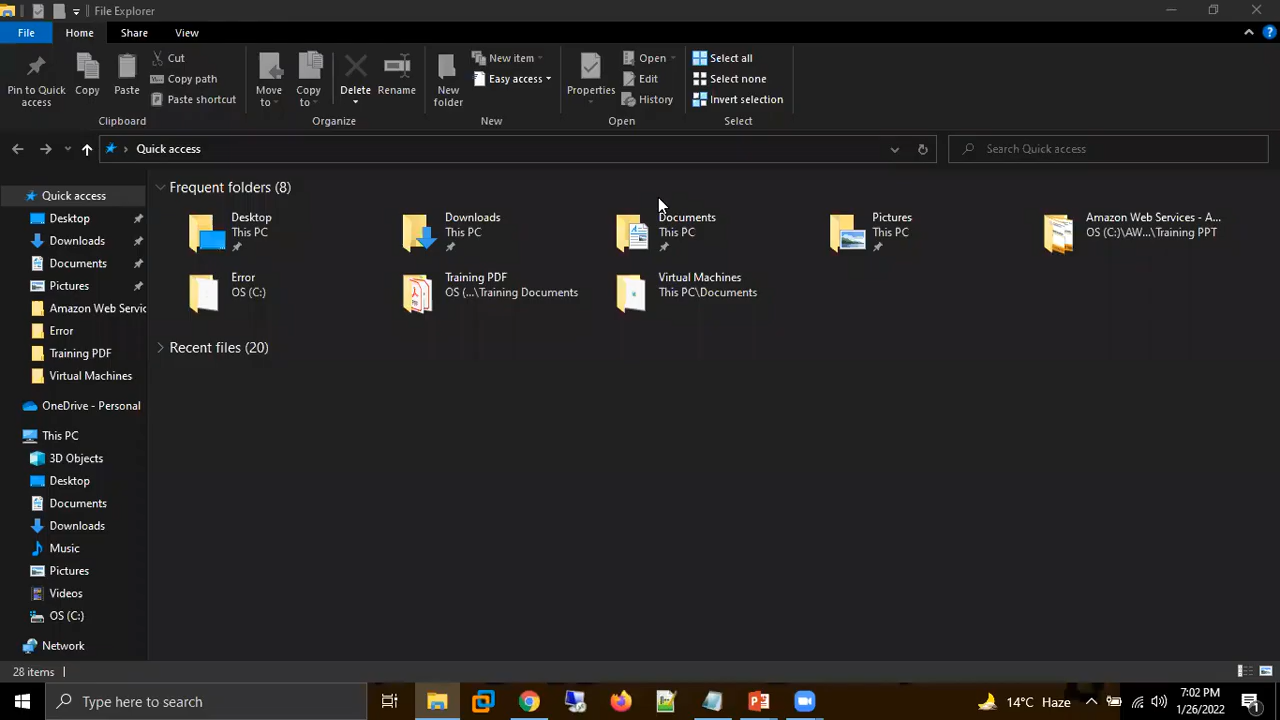 File Explorer
File
Home
Share
View
Pin to Quick
access
Copy
Paste
Cut
Copy path
Paste shortcut
Clipboard
Move
to
Copy
to
Delete
Rename
Organize
New
folder
New item
Easy access
New
Properties
Open
Edit
History
Open
Select all
Select none
Invert selection
Select
Quick access
Search Quick access
Quick access
Desktop
Downloads
Documents
Pictures
Amazon Web Servic
Error
Training PDF
Virtual Machines
OneDrive - Personal
This PC
3D Objects
Desktop
Documents
Downloads
Music
Pictures
Videos
OS (C:)
Network
Frequent folders (8)
Desktop
This PC
Downloads
This PC
Documents
This PC
Pictures
This PC
Amazon Web Services - A...
OS (C:)\AW...\Training PPT
Error
OS (C:)
Training PDF
OS (...\Training Documents
Virtual Machines
This PC\Documents
Recent files (20)
28 items
Type here to search
14°C Haze
7:02 PM
1/26/2022
1